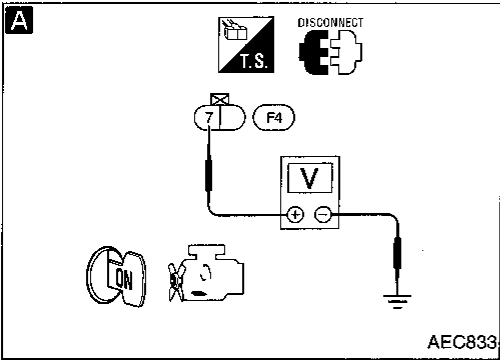 A
T.S.
DISCONNECT
7
F4
V
+ −
ON
AEC833